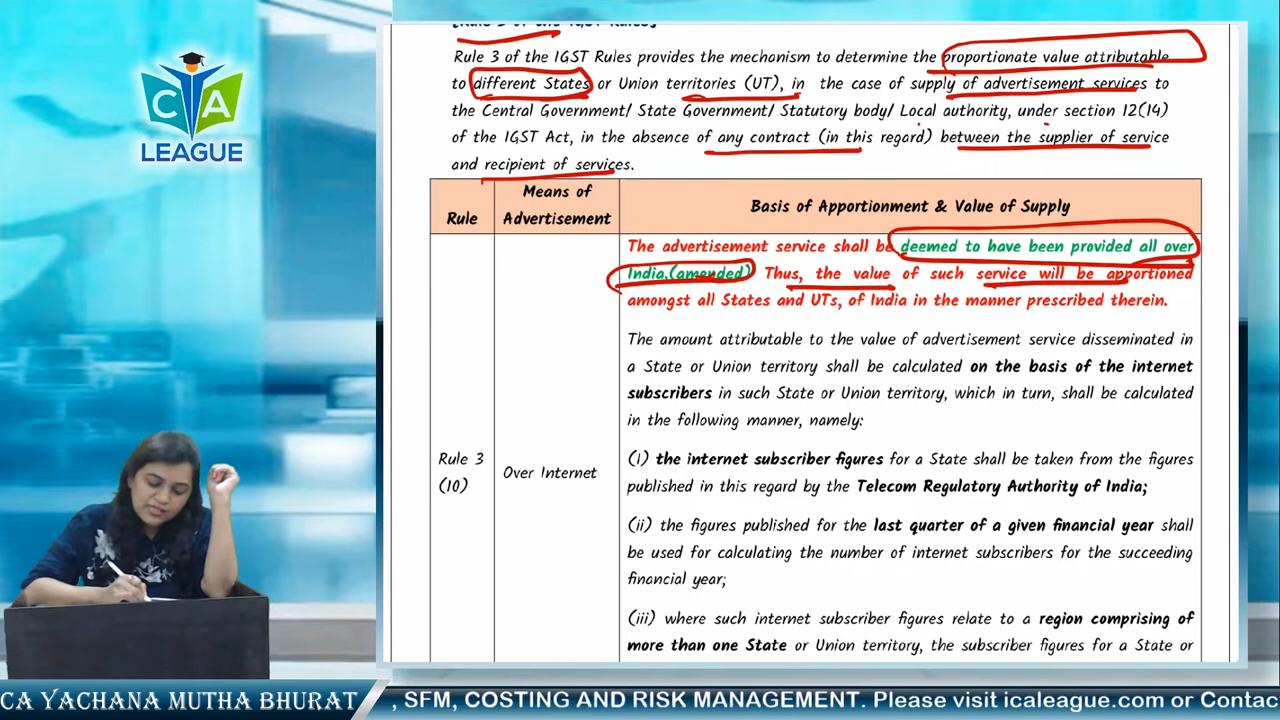 [Rule 3 of the IGST Rules]
Rule 3 of the IGST Rules provides the mechanism to determine the proportionate value attributable
to different States or Union territories (UT), in the case of supply of advertisement services to
the Central Government/ State Government/ Statutory body/ Local authority, under section 12(14)
of the IGST Act, in the absence of any contract (in this regard) between the supplier of service
and recipient of services.
CA
LEAGUE
Rule
Means of
Advertisement
Basis of Apportionment & Value of Supply
Rule 3
(10)
Over Internet
The advertisement service shall be deemed to have been provided all over
India.(amended) Thus, the value of such service will be apportioned
amongst all States and UTs, of India in the manner prescribed therein.
The amount attributable to the value of advertisement service disseminated in
a State or Union territory shall be calculated on the basis of the internet
subscribers in such State or Union territory, which in turn, shall be calculated
in the following manner, namely:
(i) the internet subscriber figures for a State shall be taken from the figures
published in this regard by the Telecom Regulatory Authority of India;
(ii) the figures published for the last quarter of a given financial year shall
be used for calculating the number of internet subscribers for the succeeding
financial year;
(iii) where such internet subscriber figures relate to a region comprising of
more than one State or Union territory, the subscriber figures for a State or
CA YACHANA MUTHA BHURAT
, SFM, COSTING AND RISK MANAGEMENT. Please visit icaleague.com or Contac